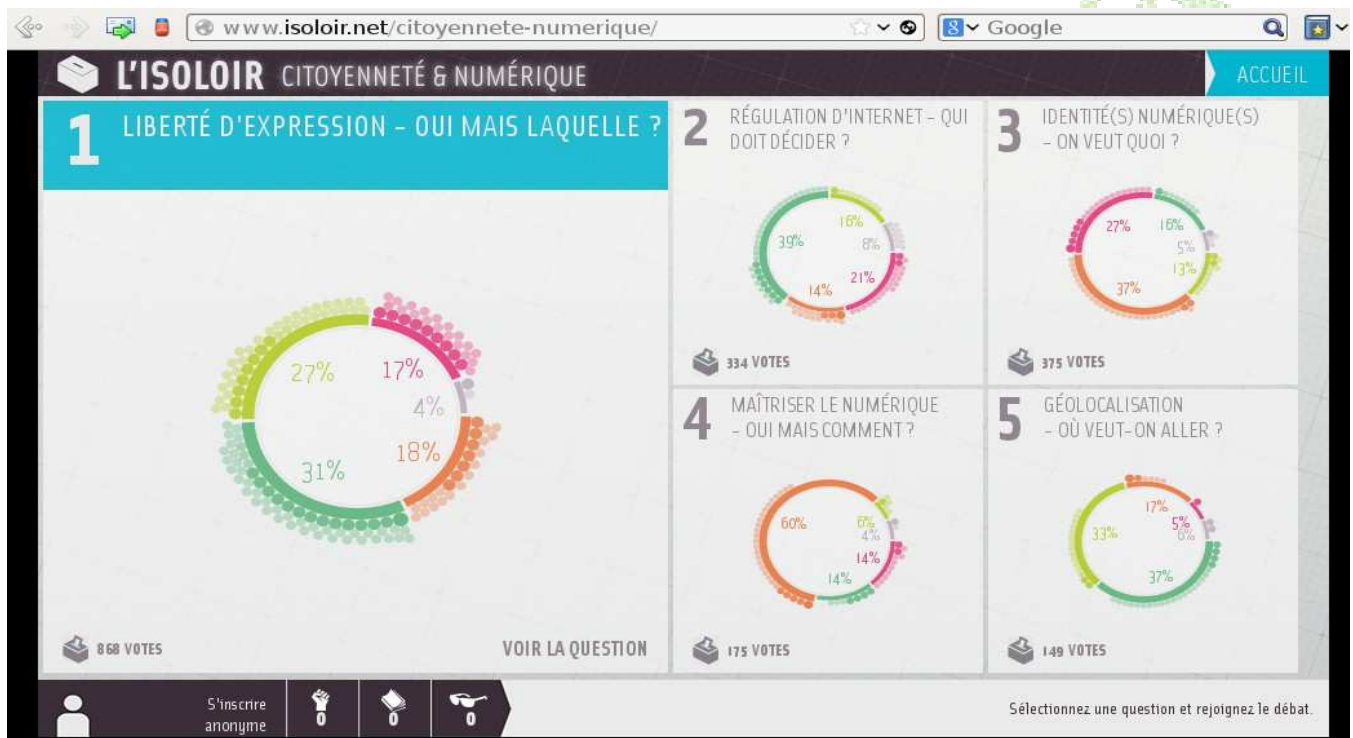 www.isoloir.net/citoyennete-numerique/
Google
L'ISOLOIR CITOYENNETÉ & NUMÉRIQUE
ACCUEIL
1 LIBERTÉ D'EXPRESSION - OUI MAIS LAQUELLE ?
27%
17%
4%
18%
31%
868 VOTES
VOIR LA QUESTION
2 RÉGULATION D'INTERNET - QUI
DOIT DÉCIDER ?
39%
16%
8%
21%
14%
334 VOTES
3 IDENTITÉ(S) NUMÉRIQUE(S)
- ON VEUT QUOI ?
27%
16%
5%
13%
37%
375 VOTES
4 MAÎTRISER LE NUMÉRIQUE
- OUI MAIS COMMENT ?
60%
6%
4%
14%
14%
175 VOTES
5 GÉOLOCALISATION
- OÙ VEUT-ON ALLER ?
17%
5%
6%
33%
37%
149 VOTES
S'inscrire
anonyme
0
0
0
Sélectionnez une question et rejoignez le débat.